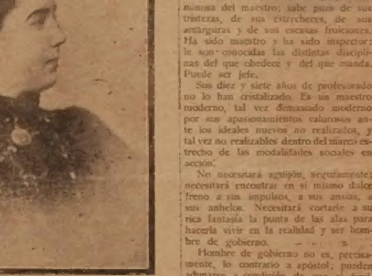 minosa del maestro; sabe pues de sus
tristezas, de sus estrecheces, de sus
amarguras y de sus escasas fruiciones.
Ha sido maestro y ha sido inspector;
le son conocidas las distintas discipli-
nas del que obedece y del que manda.
Puede ser jefe.
Sus diez y siete años de profesorado
no lo han cristalizado. Es un maestro
moderno, tal vez demasiado moderno
por sus apasionamientos calurosos an-
te los ideales nuevos no realizados, y
tal vez no realizables dentro del marco es-
trecho de las modalidades sociales en
acción.
No necesitará aguijón, seguramente;
necesitará encontrar en sí mismo dulce
freno a sus impulsos, a sus ansias, a
sus anhelos. Necesitará cortarle a su
rica fantasía la punta de las alas para
hacerla vivir en la realidad y ser hom-
bre de gobierno.
Hombre de gobierno no es, precisa-
mente, lo contrario a apóstol; pueden